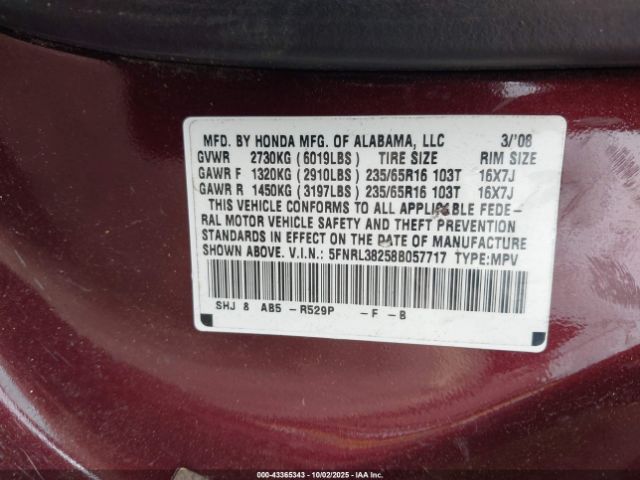 MFD. BY HONDA MFG. OF ALABAMA, LLC 3/'08
GVWR 2730KG (6019LBS) TIRE SIZE RIM SIZE
GAWR F 1320KG (2910LBS) 235/65R16 103T 16X7J
GAWR R 1450KG (3197LBS) 235/65R16 103T 16X7J
THIS VEHICLE CONFORMS TO ALL APPLICABLE FEDE-
RAL MOTOR VEHICLE SAFETY AND THEFT PREVENTION
STANDARDS IN EFFECT ON THE DATE OF MANUFACTURE
SHOWN ABOVE. V.I.N.: 5FNRL38258B057717 TYPE:MPV
SHJ 8 AB5 -R529P -F -B
000-43365343 - 10/02/2025 - ©IAA, Inc.